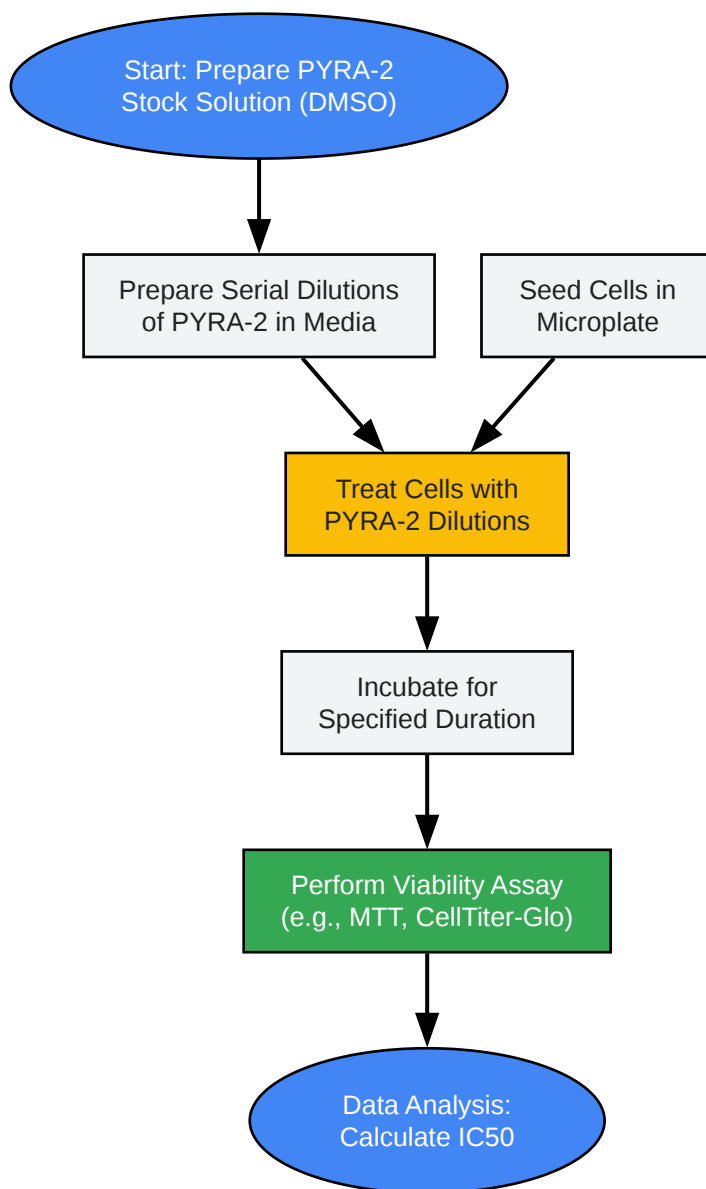 Start: Prepare PYRA-2
Stock Solution (DMSO)
Prepare Serial Dilutions
of PYRA-2 in Media
Seed Cells in
Microplate
Treat Cells with
PYRA-2 Dilutions
Incubate for
Specified Duration
Perform Viability Assay
(e.g., MTT, CellTiter-Glo)
Data Analysis:
Calculate IC50